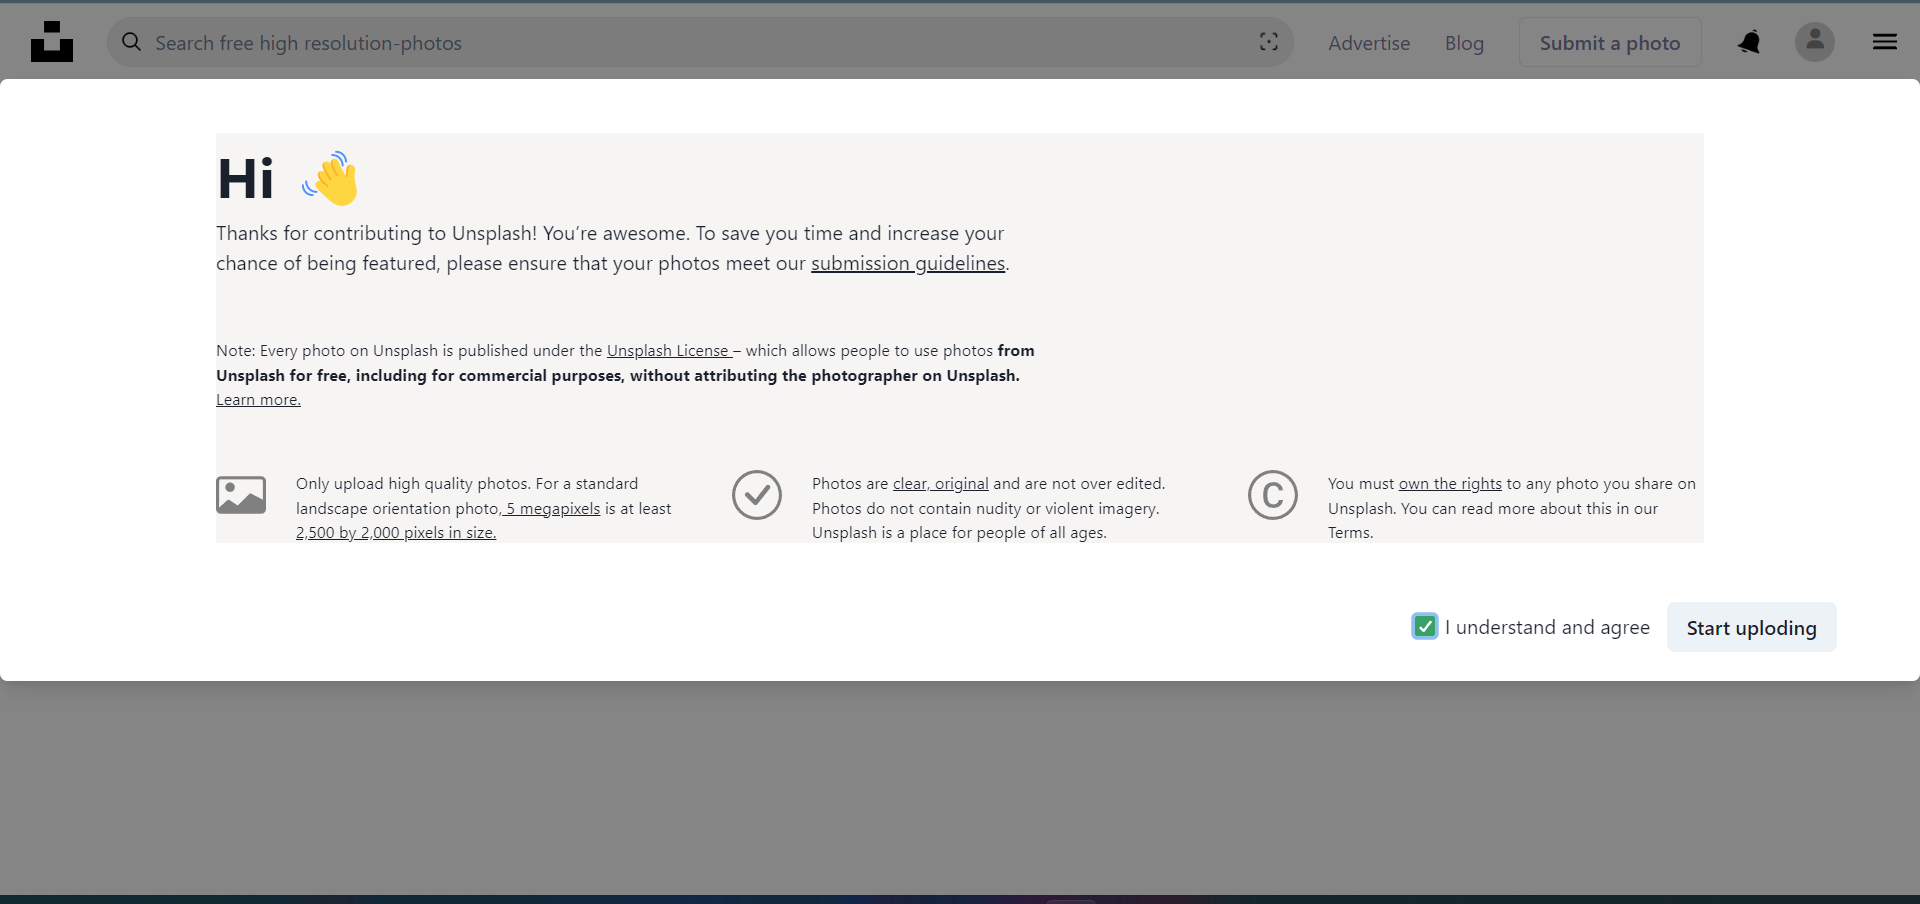 Search free high resolution-photos
Advertise
Blog
Submit a photo
Hi
Thanks for contributing to Unsplash! You’re awesome. To save you time and increase your
chance of being featured, please ensure that your photos meet our submission guidelines.
Note: Every photo on Unsplash is published under the Unsplash License – which allows people to use photos from
Unsplash for free, including for commercial purposes, without attributing the photographer on Unsplash.
Learn more.
Only upload high quality photos. For a standard
landscape orientation photo, 5 megapixels is at least
2,500 by 2,000 pixels in size.
Photos are clear, original and are not over edited.
Photos do not contain nudity or violent imagery.
Unsplash is a place for people of all ages.
You must own the rights to any photo you share on
Unsplash. You can read more about this in our
Terms.
I understand and agree
Start uploding